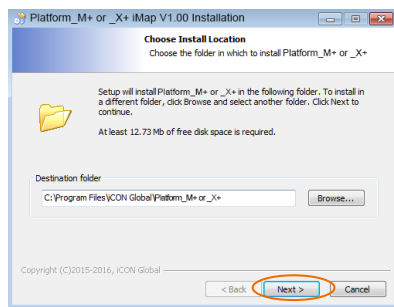 Platform_M+ or _X+ iMap V1.00 Installation
Choose Install Location
Choose the folder in which to install Platform_M+ or _X+
Setup will install Platform_M+ or _X+ in the following folder. To install in
a different folder, click Browse and select another folder. Click Next to
continue.
At least 12.73 Mb of free disk space is required.
Destination folder
C:\Program Files\iCON Global\Platform_M+ or _X+
Browse...
Copyright (C)2015-2016, iCON Global
< Back
Next >
Cancel